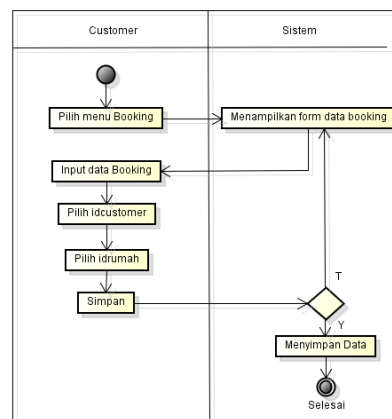 Customer
Sistem
Pilih menu Booking
Menampilkan form data booking
Input data Booking
Pilih idcustomer
Pilih idrumah
Simpan
T
Y
Menyimpan Data
Selesai